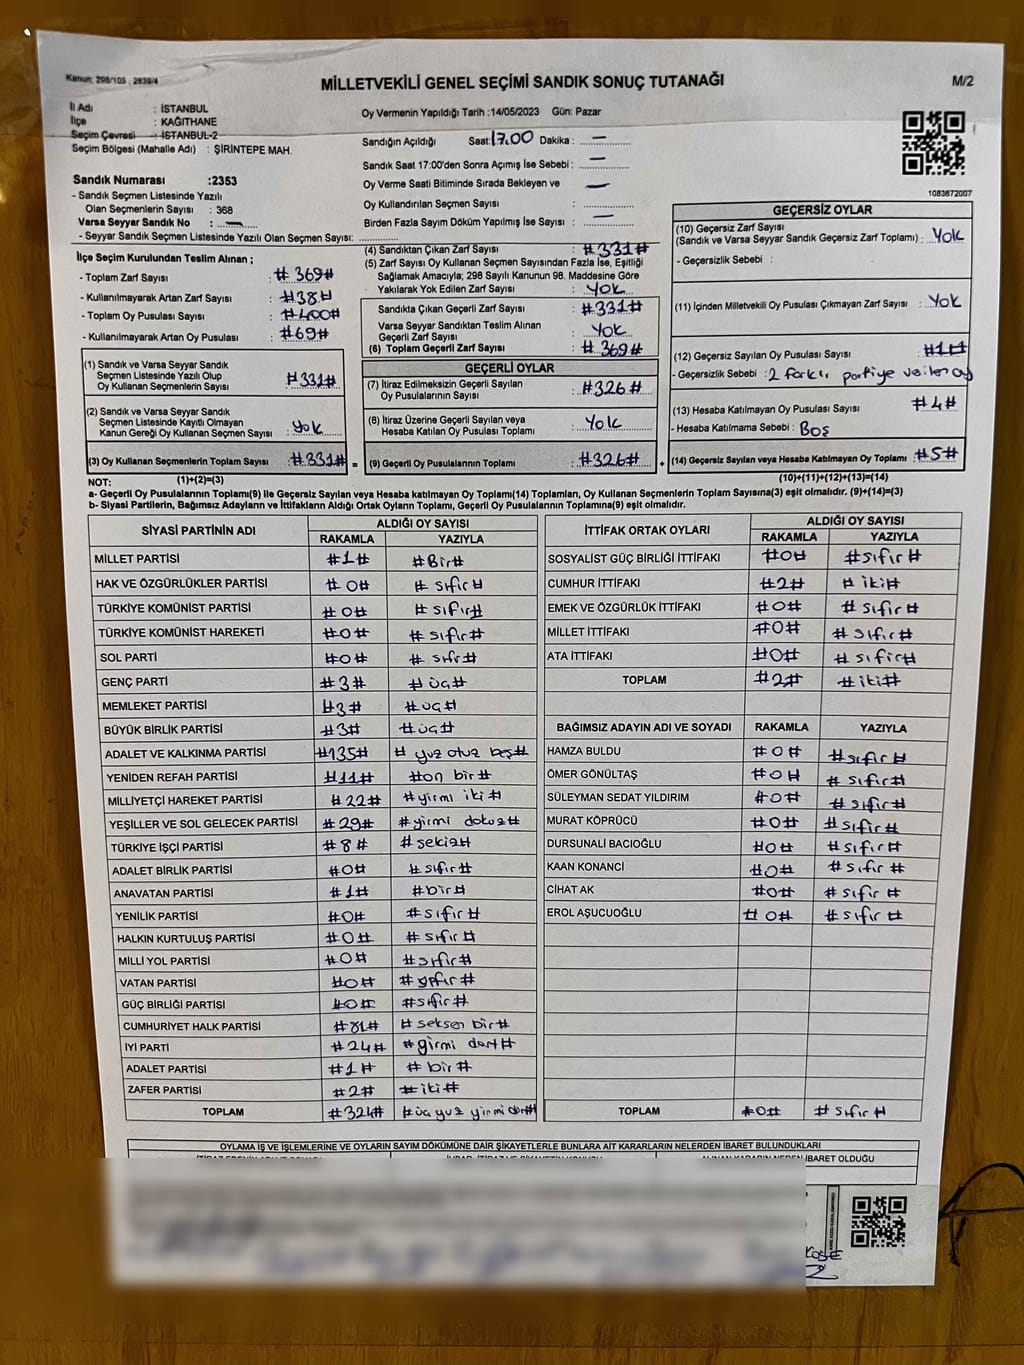 Kanun: 298/105 , 2839/4
MİLLETVEKİLİ GENEL SEÇİMİ SANDIK SONUÇ TUTANAĞI
M/2
İl Adı : İSTANBUL
İlçe : KAĞITHANE
Seçim Çevresi : İSTANBUL-2
Seçim Bölgesi (Mahalle Adı) : ŞİRİNTEPE MAH.
Oy Vermenin Yapıldığı Tarih :14/05/2023 Gün: Pazar
Sandığın Açıldığı Saat:17.00 Dakika : —
Sandık Saat 17:00'den Sonra Açımış İse Sebebi : —
Oy Verme Saati Bitiminde Sırada Bekleyen ve —
Oy Kullandırılan Seçmen Sayısı :
Birden Fazla Sayım Döküm Yapılmış İse Sayısı : —
1083672007
Sandık Numarası :2353
- Sandık Seçmen Listesinde Yazılı
Olan Seçmenlerin Sayısı : 368
Varsa Seyyar Sandık No : —
- Seyyar Sandık Seçmen Listesinde Yazılı Olan Seçmen Sayısı:
İlçe Seçim Kurulundan Teslim Alınan ;
- Toplam Zarf Sayısı : #369#
- Kullanılmayarak Artan Zarf Sayısı : #38#
- Toplam Oy Pusulası Sayısı : #400#
- Kullanılmayarak Artan Oy Pusulası : #69#
(1) Sandık ve Varsa Seyyar Sandık
Seçmen Listesinde Yazılı Olup
Oy Kullanan Seçmenlerin Sayısı : #331#
(2) Sandık ve Varsa Seyyar Sandık
Seçmen Listesinde Kayıtlı Olmayan
Kanun Gereği Oy Kullanan Seçmen Sayısı : Yok
(3) Oy Kullanan Seçmenlerin Toplam Sayısı : #331# =
(1)+(2)=(3)
(4) Sandıktan Çıkan Zarf Sayısı : #331#
(5) Zarf Sayısı Oy Kullanan Seçmen Sayısından Fazla İse, Eşitliği
Sağlamak Amacıyla; 298 Sayılı Kanunun 98. Maddesine Göre
Yakılarak Yok Edilen Zarf Sayısı : Yok
Sandıkta Çıkan Geçerli Zarf Sayısı : #331#
Varsa Seyyar Sandıktan Teslim Alınan
Geçerli Zarf Sayısı : Yok
(6) Toplam Geçerli Zarf Sayısı : #369#
GEÇERLİ OYLAR
(7) İtiraz Edilmeksizin Geçerli Sayılan
Oy Pusulalarının Sayısı : #326#
(8) İtiraz Üzerine Geçerli Sayılan veya
Hesaba Katılan Oy Pusulası Toplamı : Yok
(9) Geçerli Oy Pusulalarının Toplamı : #326# +
GEÇERSİZ OYLAR
(10) Geçersiz Zarf Sayısı
(Sandık ve Varsa Seyyar Sandık Geçersiz Zarf Toplamı) : Yok
- Geçersizlik Sebebi :
(11) İçinden Milletvekili Oy Pusulası Çıkmayan Zarf Sayısı : Yok
(12) Geçersiz Sayılan Oy Pusulası Sayısı : #1#
- Geçersizlik Sebebi : 2 farklı partiye verilen oy
(13) Hesaba Katılmayan Oy Pusulası Sayısı : #4#
- Hesaba Katılmama Sebebi : Boş
(14) Geçersiz Sayılan veya Hesaba Katılmayan Oy Toplamı : #5#
(10)+(11)+(12)+(13)=(14)
NOT:
a- Geçerli Oy Pusulalarının Toplamı(9) ile Geçersiz Sayılan veya Hesaba katılmayan Oy Toplamı(14) Toplamları, Oy Kullanan Seçmenlerin Toplam Sayısına(3) eşit olmalıdır. (9)+(14)=(3)
b- Siyasi Partilerin, Bağımsız Adayların ve İttifakların Aldığı Ortak Oyların Toplamı, Geçerli Oy Pusulalarının Toplamına(9) eşit olmalıdır.
SİYASİ PARTİNİN ADI ALDIĞI OY SAYISI
RAKAMLA YAZIYLA
MİLLET PARTİSİ #1# #Bir#
HAK VE ÖZGÜRLÜKLER PARTİSİ #0# #sıfır#
TÜRKİYE KOMÜNİST PARTİSİ #0# #sıfır#
TÜRKİYE KOMÜNİST HAREKETİ #0# #sıfır#
SOL PARTİ #0# #sıfır#
GENÇ PARTİ #3# #üç#
MEMLEKET PARTİSİ #3# #üç#
BÜYÜK BİRLİK PARTİSİ #3# #üç#
ADALET VE KALKINMA PARTİSİ #135# #yuz otuz beş#
YENİDEN REFAH PARTİSİ #11# #on bir#
MİLLİYETÇİ HAREKET PARTİSİ #22# #yirmi iki#
YEŞİLLER VE SOL GELECEK PARTİSİ #29# #yirmi dokuz#
TÜRKİYE İŞÇİ PARTİSİ #8# #sekiz#
ADALET BİRLİK PARTİSİ #0# #sıfır#
ANAVATAN PARTİSİ #1# #bir#
YENİLİK PARTİSİ #0# #sıfır#
HALKIN KURTULUŞ PARTİSİ #0# #sıfır#
MİLLİ YOL PARTİSİ #0# #sıfır#
VATAN PARTİSİ #0#
GÜÇ BİRLİĞİ PARTİSİ #0# #sıfır#
CUMHURİYET HALK PARTİSİ #81# #seksen bir#
İYİ PARTİ #24# #yirmi dört#
ADALET PARTİSİ #1# #bir#
ZAFER PARTİSİ #2# #iki#
TOPLAM #324# #üç yuz yirmi dört#
İTTİFAK ORTAK OYLARI ALDIĞI OY SAYISI
RAKAMLA YAZIYLA
SOSYALİST GÜÇ BİRLİĞİ İTTİFAKI #0# #sıfır#
CUMHUR İTTİFAKI #2# #iki#
EMEK VE ÖZGÜRLÜK İTTİFAKI #0# #sıfır#
MİLLET İTTİFAKI #0# #sıfır#
ATA İTTİFAKI #0# #sıfır#
TOPLAM #2# #iki#
BAĞIMSIZ ADAYIN ADI VE SOYADI RAKAMLA YAZIYLA
HAMZA BULDU #0# #sıfır#
ÖMER GÖNÜLTAŞ #0# #sıfır#
SÜLEYMAN SEDAT YILDIRIM #0# #sıfır#
MURAT KÖPRÜCÜ #0# #sıfır#
DURSUNALİ BACIOĞLU #0# #sıfır#
KAAN KONANCİ #0# #sıfır#
CİHAT AK #0# #sıfır#
EROL AŞUCUOĞLU #0# #sıfır#
TOPLAM #0# #sıfır#
OYLAMA İŞ VE İŞLEMLERİNE VE OYLARIN SAYIM DÖKÜMÜNE DAİR ŞİKAYETLERLE BUNLARA AİT KARARLARIN NELERDEN İBARET BULUNDUKLARI
ALINAN KARARIN NEDEN İBARET OLDUĞU